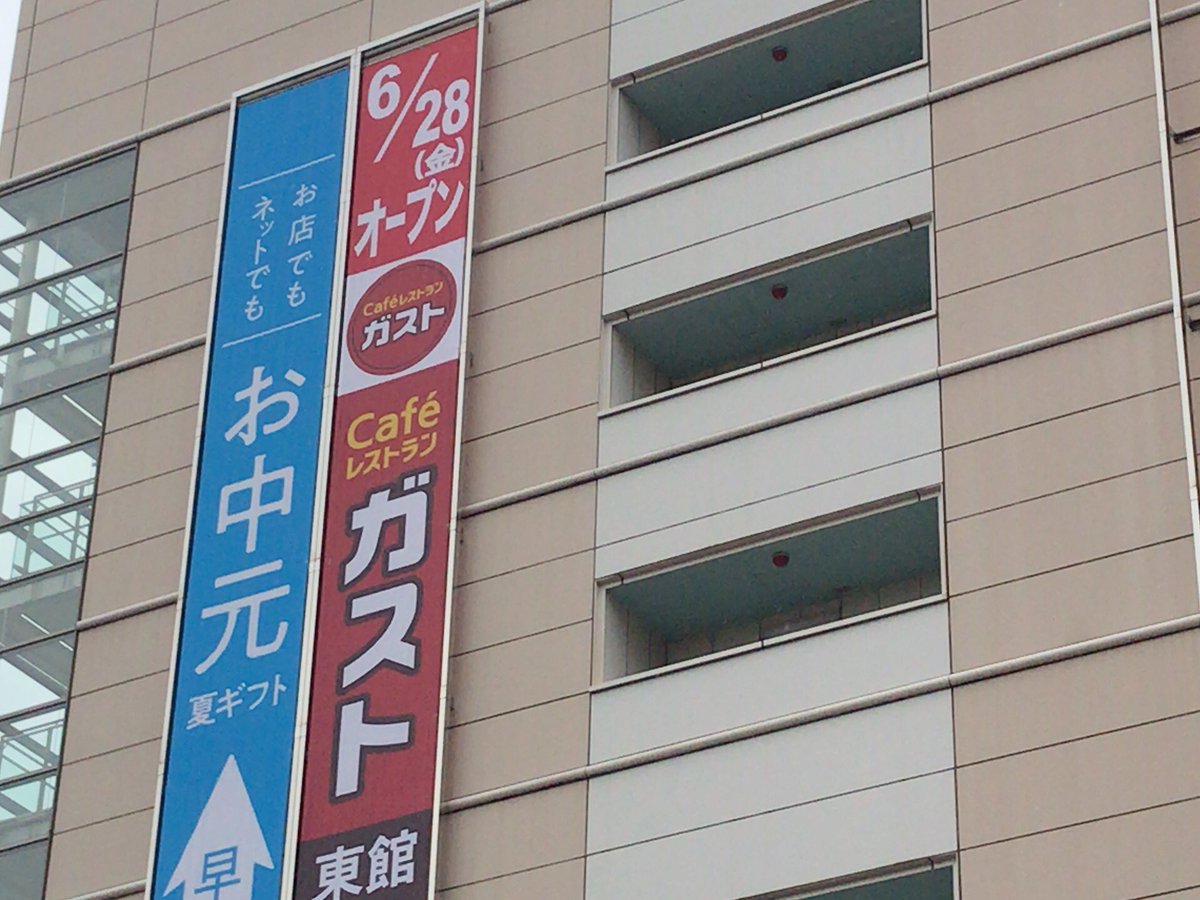 お店でも
ネットでも
お中元
夏ギフト
早
6/28
(金)
オープン
Caféレストラン
ガスト
Café
レストラン
ガスト
東館